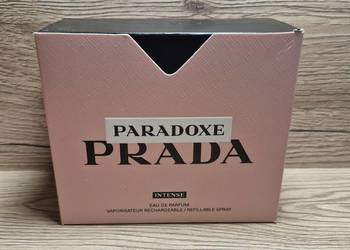 PARADOXE
PRADA
INTENSE
EAU DE PARFUM
VAPORISATEUR RECHARGEABLE / REFILLABLE SPRAY